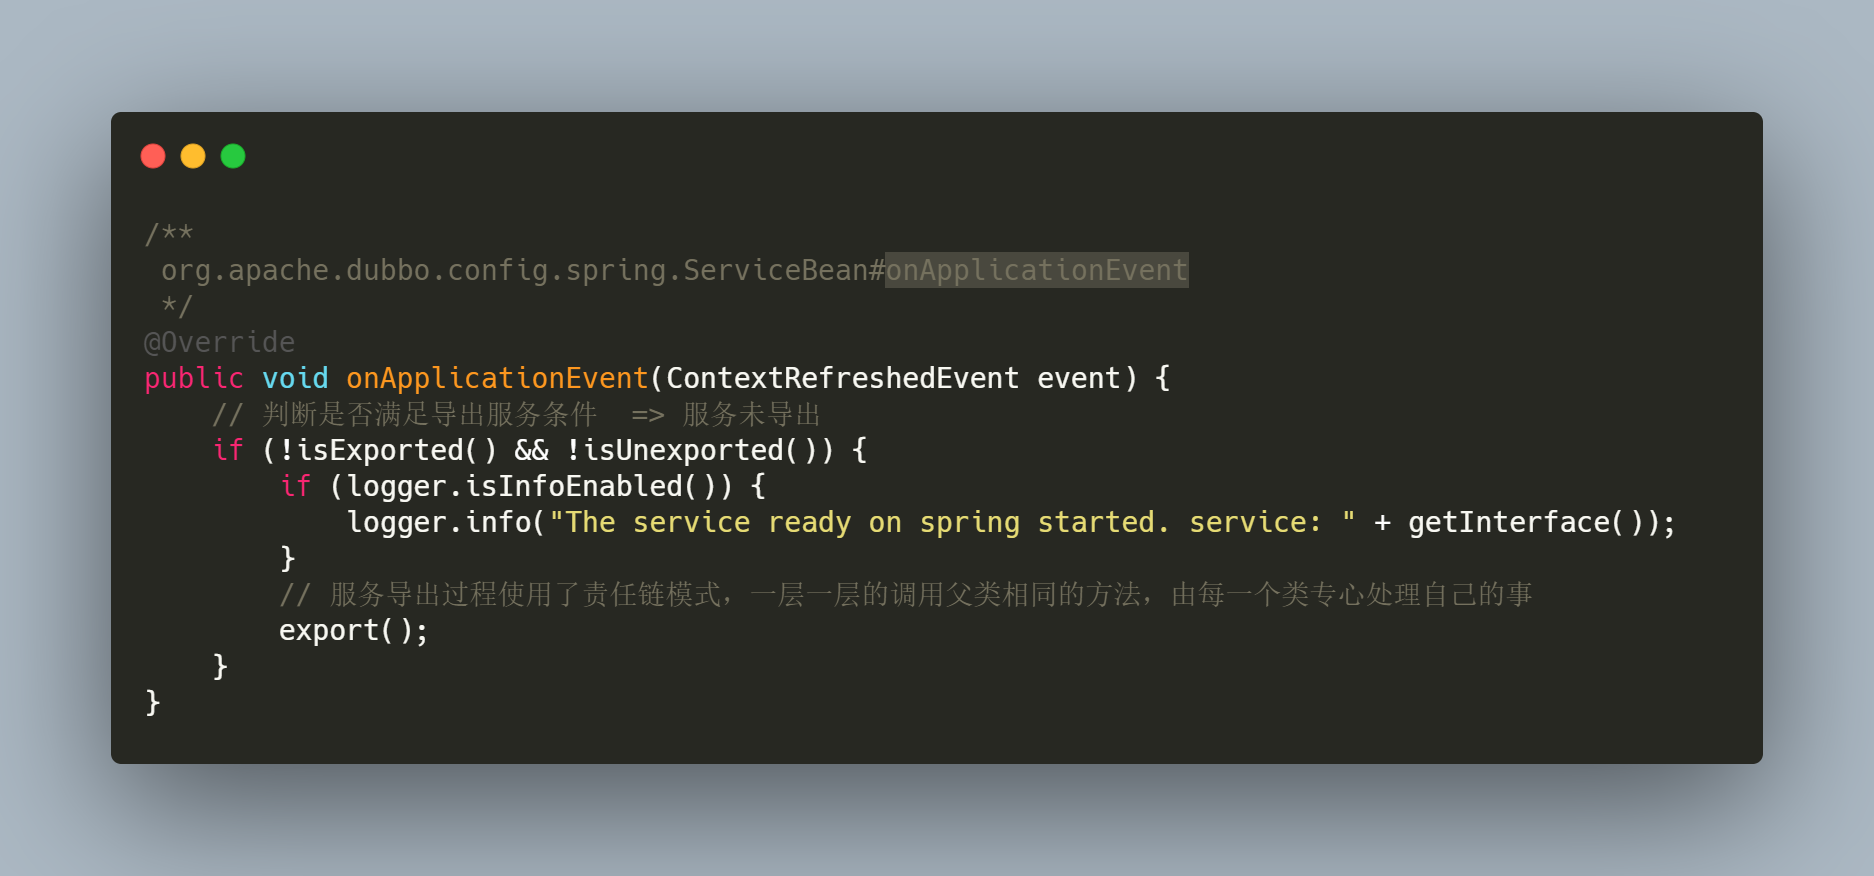 /**
 org.apache.dubbo.config.spring.ServiceBean#onApplicationEvent
 */
@Override
public void onApplicationEvent(ContextRefreshedEvent event) {
    // 判断是否满足导出服务条件  => 服务未导出
    if (!isExported() && !isUnexported()) {
        if (logger.isInfoEnabled()) {
            logger.info("The service ready on spring started. service: " + getInterface());
        }
        // 服务导出过程使用了责任链模式，一层一层的调用父类相同的方法，由每一个类专心处理自己的事
        export();
    }
}